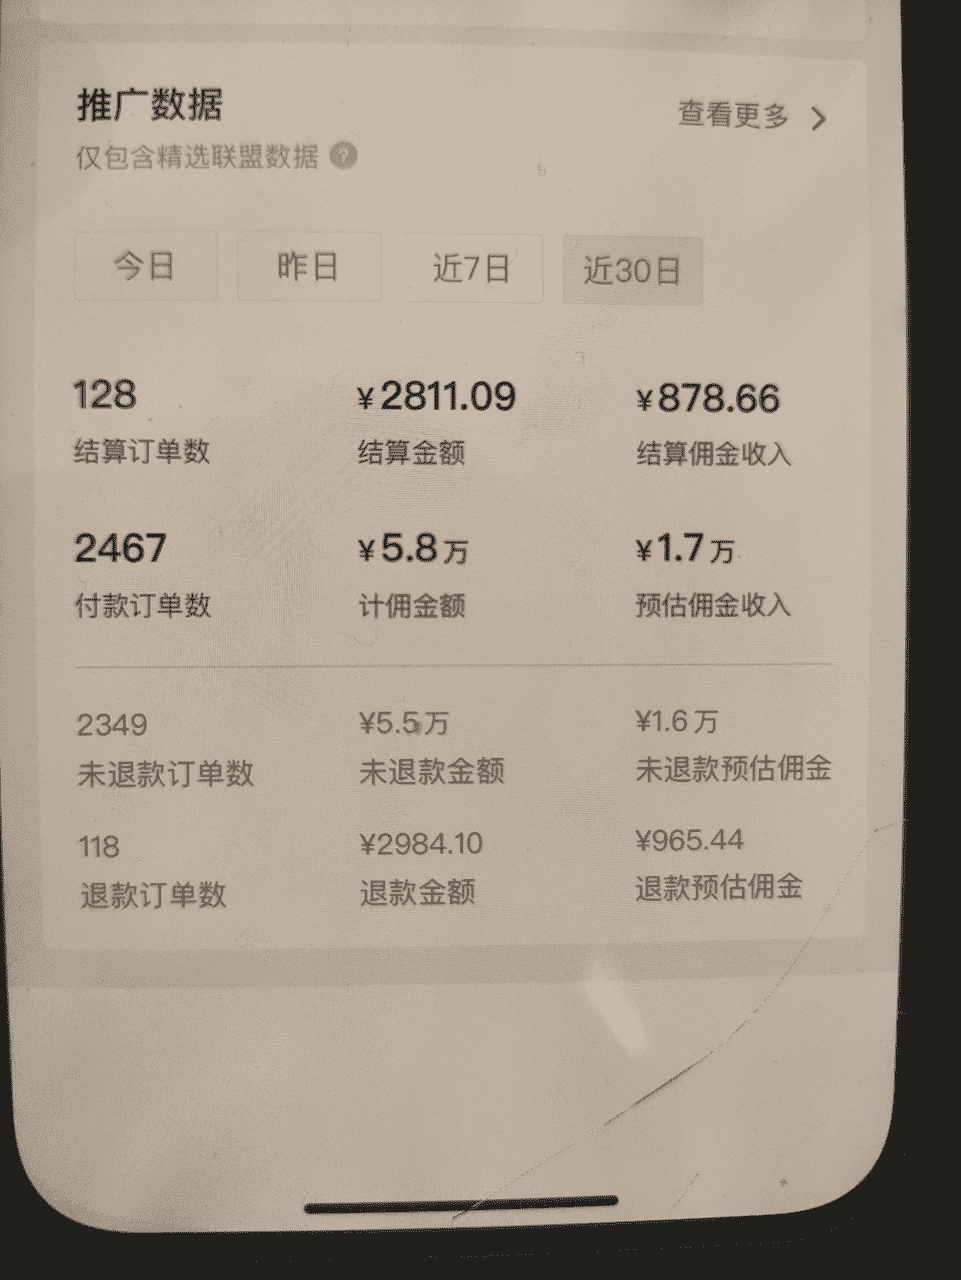 推广数据
查看更多
仅包含精选联盟数据 ?
今日 昨日 近7日 近30日
128 ¥2811.09 ¥878.66
结算订单数 结算金额 结算佣金收入
2467 ¥5.8万 ¥1.7万
付款订单数 计佣金额 预估佣金收入
2349 ¥5.5万 ¥1.6万
未退款订单数 未退款金额 未退款预估佣金
118 ¥2984.10 ¥965.44
退款订单数 退款金额 退款预估佣金